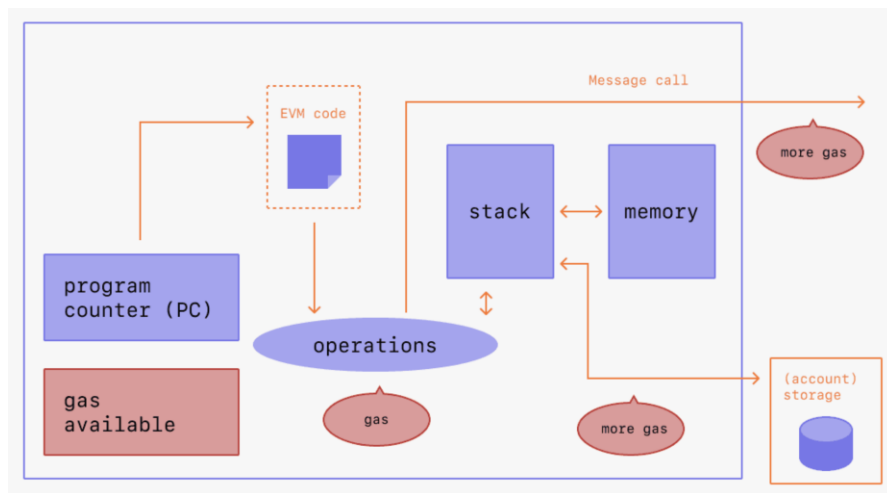 Message call
EVM code
more gas
stack
memory
program
counter (PC)
operations
(account)
storage
gas
available
gas
more gas